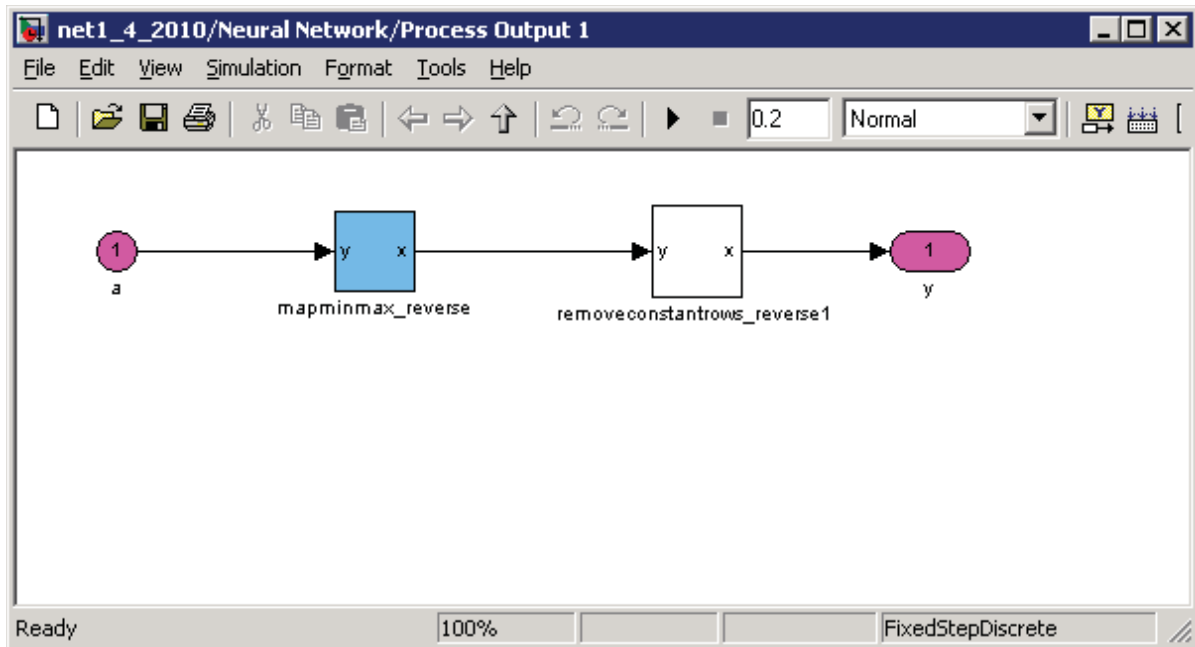 net1_4_2010/Neural Network/Process Output 1
File Edit View Simulation Format Tools Help
0.2 Normal
1 y x y x 1
a mapminmax_reverse removeconstantrows_reverse1 y
Ready 100% FixedStepDiscrete